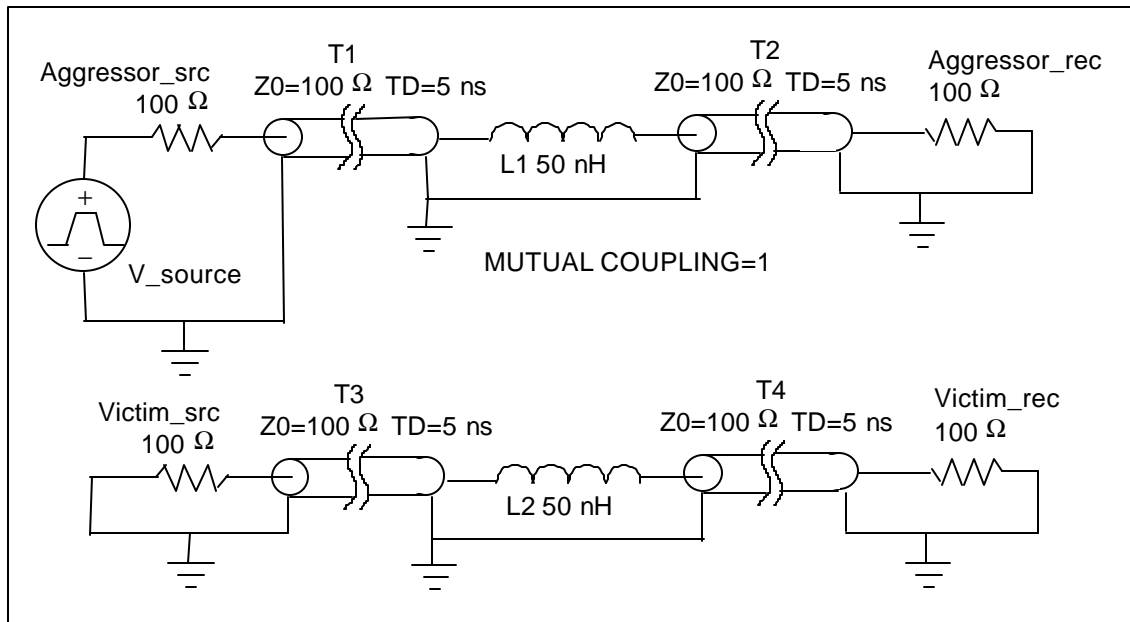 T1
Z0=100 Ω TD=5 ns
T2
Z0=100 Ω TD=5 ns
Aggressor_src
100 Ω
Aggressor_rec
100 Ω
L1 50 nH
+
−
V_source
MUTUAL COUPLING=1
T3
Z0=100 Ω TD=5 ns
T4
Z0=100 Ω TD=5 ns
Victim_src
100 Ω
Victim_rec
100 Ω
L2 50 nH